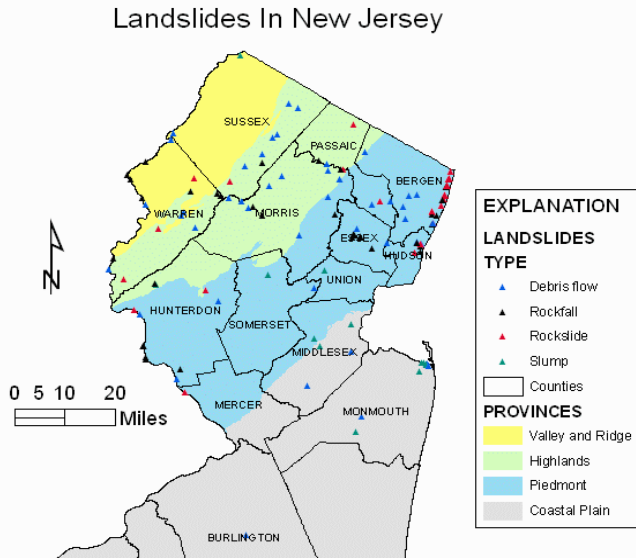 Landslides In New Jersey
SUSSEX
PASSAIC
BERGEN
WARREN
MORRIS
ESSEX
HUDSON
UNION
HUNTERDON
SOMERSET
MIDDLESEX
MERCER
MONMOUTH
BURLINGTON
N
0 5 10 20
Miles
EXPLANATION
LANDSLIDES
TYPE
Debris flow
Rockfall
Rockslide
Slump
Counties
PROVINCES
Valley and Ridge
Highlands
Piedmont
Coastal Plain